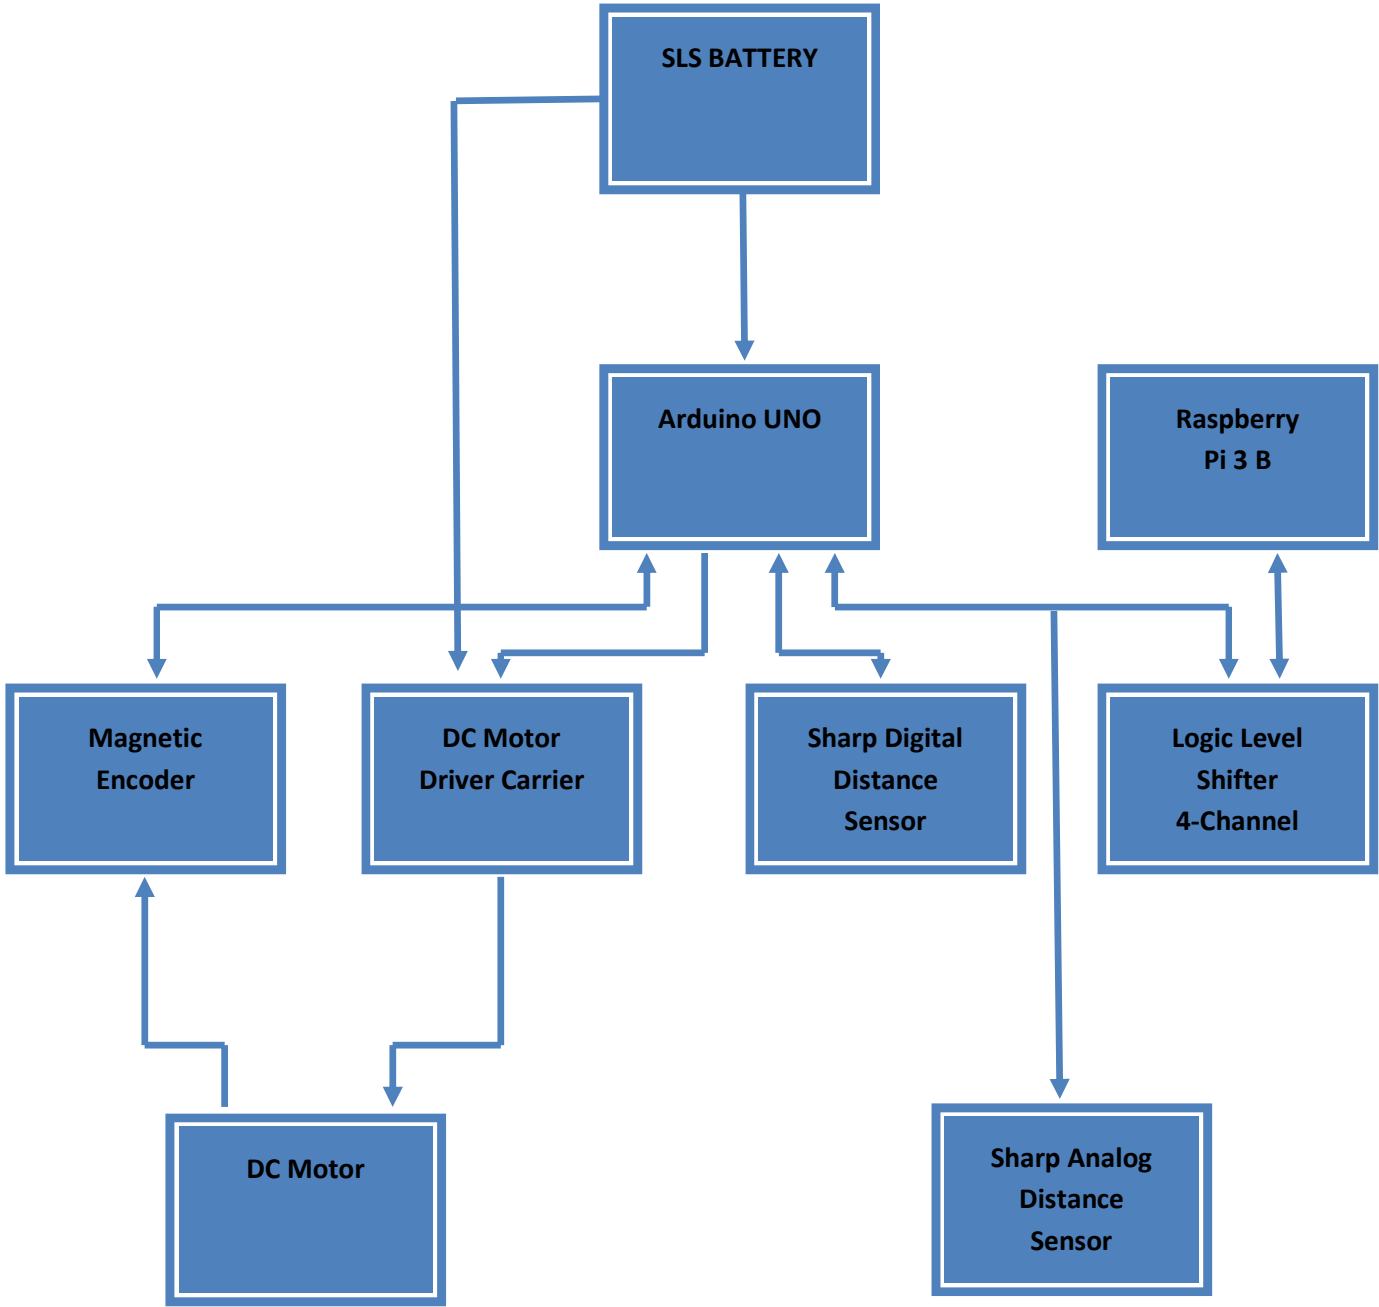 SLS BATTERY
Arduino UNO
Raspberry
Pi 3 B
Magnetic
Encoder
DC Motor
Driver Carrier
Sharp Digital
Distance
Sensor
Logic Level
Shifter
4-Channel
DC Motor
Sharp Analog
Distance
Sensor